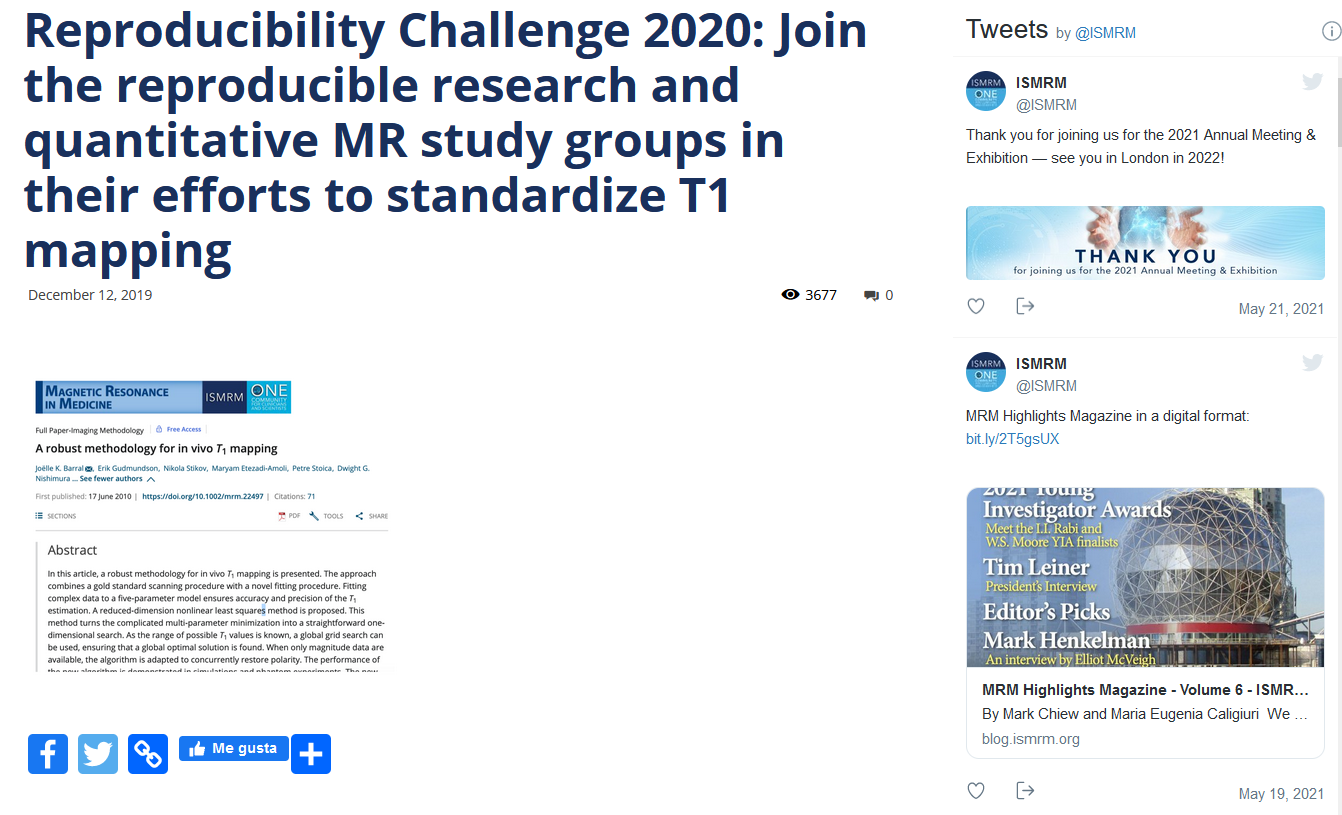 Reproducibility Challenge 2020: Join
the reproducible research and
quantitative MR study groups in
their efforts to standardize T1
mapping
December 12, 2019
3677
0
MAGNETIC RESONANCE
IN MEDICINE
ISMRM
ONE
COMMUNITY
FOR CLINICIANS
AND SCIENTISTS
Full Paper-Imaging Methodology
Free Access
A robust methodology for in vivo T1 mapping
Joëlle K. Barral, Erik Gudmundson, Nikola Stikov, Maryam Etezadi-Amoli, Petre Stoica, Dwight G.
Nishimura ... See fewer authors
First published: 17 June 2010 | https://doi.org/10.1002/mrm.22497 | Citations: 71
SECTIONS
PDF
TOOLS
SHARE
Abstract
In this article, a robust methodology for in vivo T1 mapping is presented. The approach
combines a gold standard scanning procedure with a novel fitting procedure. Fitting
complex data to a five-parameter model ensures accuracy and precision of the T1
estimation. A reduced-dimension nonlinear least squares method is proposed. This
method turns the complicated multi-parameter minimization into a straightforward one-
dimensional search. As the range of possible T1 values is known, a global grid search can
be used, ensuring that a global optimal solution is found. When only magnitude data are
available, the algorithm is adapted to concurrently restore polarity. The performance of
the new algorithm is demonstrated in simulations and phantom experiments. The new
Me gusta
Tweets by @ISMRM
ISMRM
ONE
ISMRM
@ISMRM
Thank you for joining us for the 2021 Annual Meeting &
Exhibition — see you in London in 2022!
THANK YOU
for joining us for the 2021 Annual Meeting & Exhibition
May 21, 2021
ISMRM
ONE
ISMRM
@ISMRM
MRM Highlights Magazine in a digital format:
bit.ly/2T5gsUX
2021 Young
Investigator Awards
Meet the I.I. Rabi and
W.S. Moore YIA finalists
Tim Leiner
President's Interview
Editor's Picks
Mark Henkelman
An interview by Elliot McVeigh
MRM Highlights Magazine - Volume 6 - ISMR...
By Mark Chiew and Maria Eugenia Caligiuri We ...
blog.ismrm.org
May 19, 2021